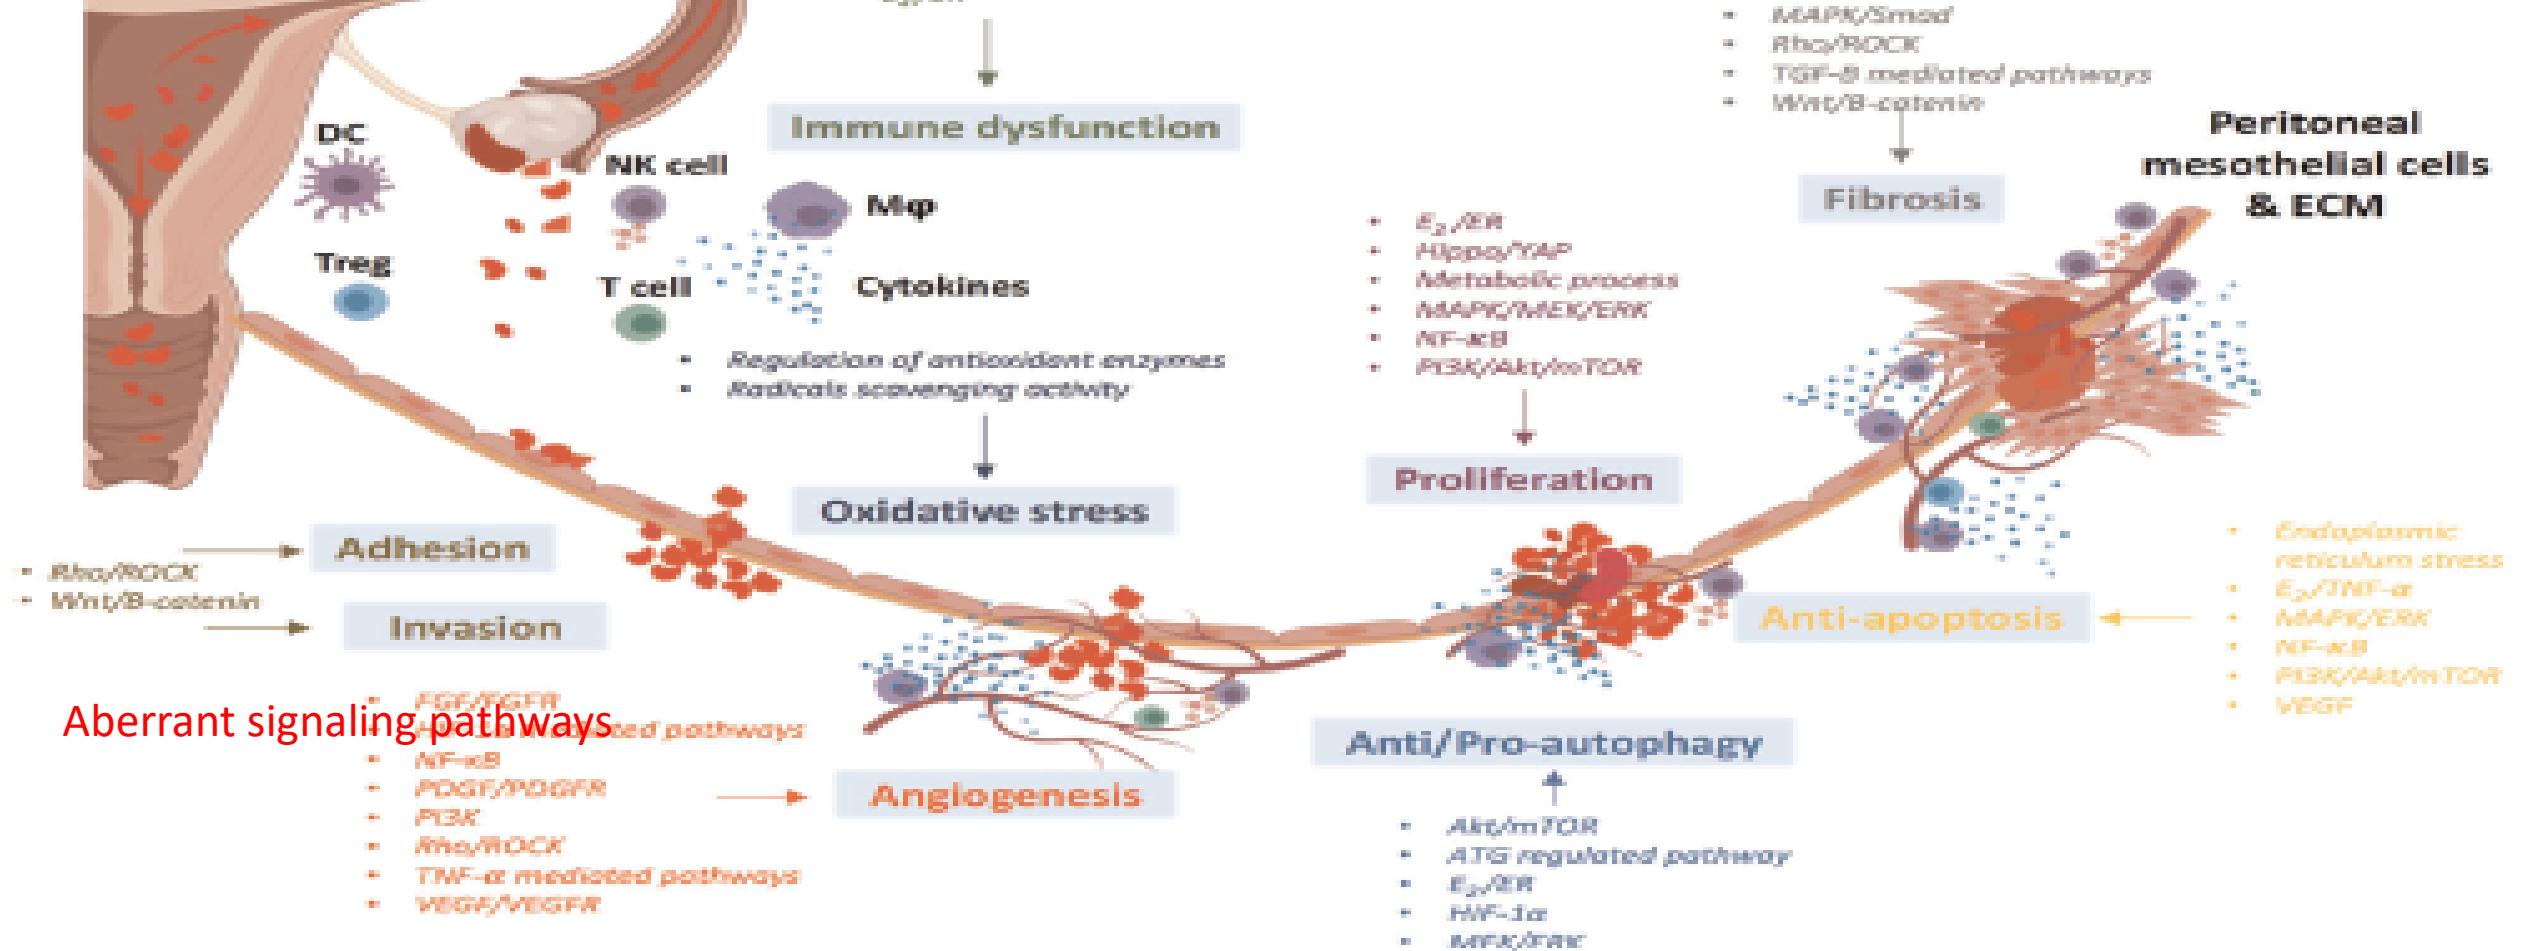 MAPK/Smad
Rho/ROCK
TGF-B mediated pathways
Wnt/B-catenin
Immune dysfunction
Peritoneal
mesothelial cells
& ECM
Fibrosis
DC
NK cell
Mφ
Treg
T cell
Cytokines
• Regulation of antioxidant enzymes
• Radicals scavenging activity
Oxidative stress
• E₂/ER
• Hippo/YAP
• Metabolic process
• MAPK/MEK/ERK
• NF-κB
• PI3K/Akt/mTOR
Proliferation
Adhesion
• Rho/ROCK
• Wnt/B-catenin
Invasion
• Endoplasmic
reticulum stress
• E₂/TNF-α
• MAPK/ERK
• NF-κB
• PI3K/Akt/mTOR
• VEGF
Anti-apoptosis
Aberrant signaling pathways
mediated pathways
• NF-κB
• PDGF/PDGFR
• PI3K
• Rho/ROCK
• TNF-α mediated pathways
• VEGF/VEGFR
Angiogenesis
Anti/Pro-autophagy
• Akt/mTOR
• ATG regulated pathway
• E₂/ER
• HIF-1α
• MEK/ERK